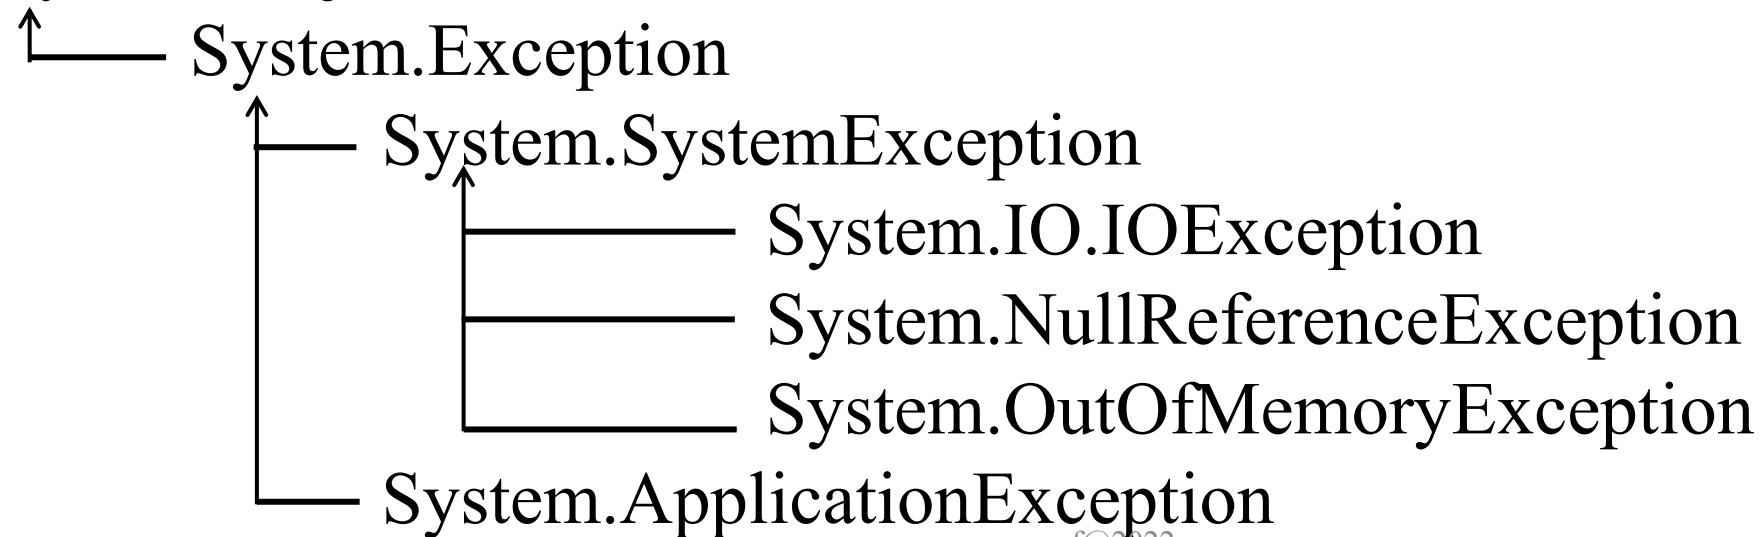 System.Exception
System.SystemException
System.IO.IOException
System.NullReferenceException
System.OutOfMemoryException
System.ApplicationException